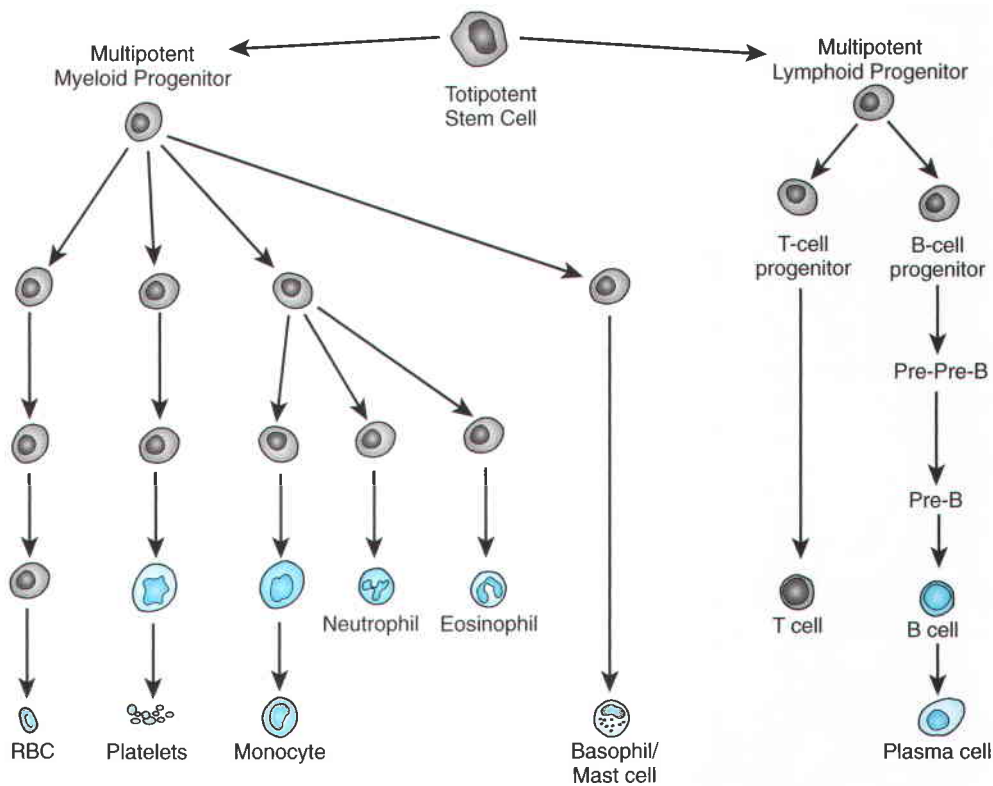 Multipotent
Myeloid Progenitor
Totipotent
Stem Cell
Multipotent
Lymphoid Progenitor
T-cell
progenitor
B-cell
progenitor
Pre-Pre-B
Pre-B
Neutrophil
Eosinophil
T cell
B cell
RBC
Platelets
Monocyte
Basophil/
Mast cell
Plasma cell